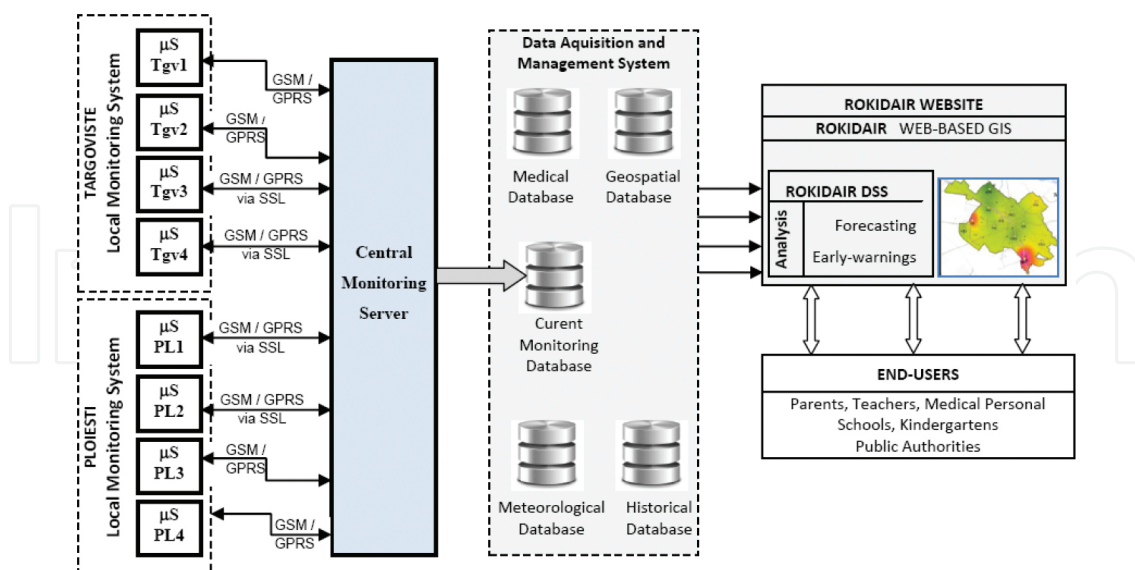 TARGOVISTE
Local Monitoring System
µS
Tgv1
µS
Tgv2
µS
Tgv3
µS
Tgv4
GSM /
GPRS
GSM /
GPRS
GSM / GPRS
via SSL
GSM / GPRS
via SSL
PLOIESTI
Local Monitoring System
µS
PL1
µS
PL2
µS
PL3
µS
PL4
GSM / GPRS
via SSL
GSM / GPRS
via SSL
GSM /
GPRS
GSM /
GPRS
Central
Monitoring
Server
Data Aquisition and
Management System
Medical
Database
Geospatial
Database
Curent
Monitoring
Database
Meteorological
Database
Historical
Database
ROKIDAIR WEBSITE
ROKIDAIR WEB-BASED GIS
ROKIDAIR DSS
Analysis
Forecasting
Early-warnings
END-USERS
Parents, Teachers, Medical Personal
Schools, Kindergartens
Public Authorities